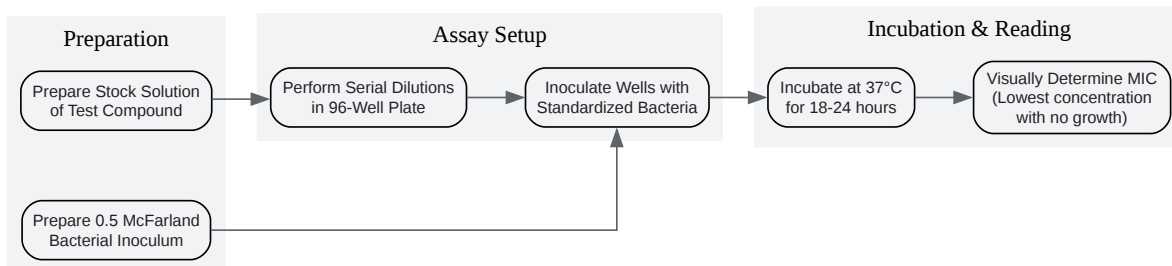 Preparation
Prepare Stock Solution
of Test Compound
Prepare 0.5 McFarland
Bacterial Inoculum
Assay Setup
Perform Serial Dilutions
in 96-Well Plate
Inoculate Wells with
Standardized Bacteria
Incubation & Reading
Incubate at 37°C
for 18-24 hours
Visually Determine MIC
(Lowest concentration
with no growth)